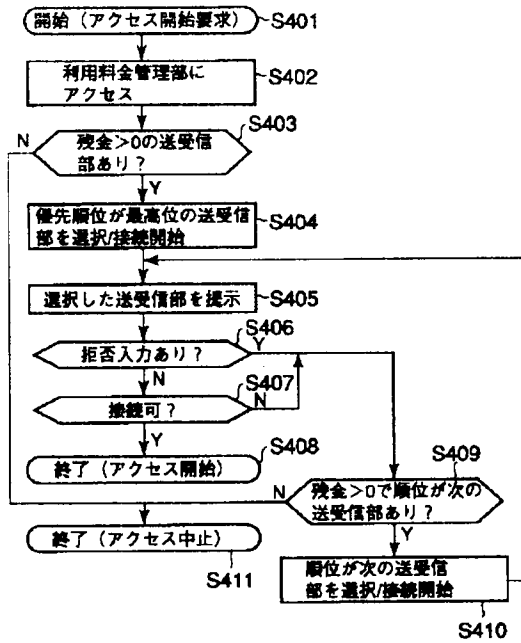 開始（アクセス開始要求）
S401
利用料金管理部に
アクセス
S402
残金＞0の送受信
部あり？
S403
N
Y
優先順位が最高位の送受信
部を選択/接続開始
S404
選択した送受信部を提示
S405
拒否入力あり？
S406
Y
N
接続可？
S407
N
Y
終了（アクセス開始）
S408
残金＞0で順位が次の
送受信部あり？
S409
N
Y
順位が次の送受信
部を選択/接続開始
S410
終了（アクセス中止）
S411